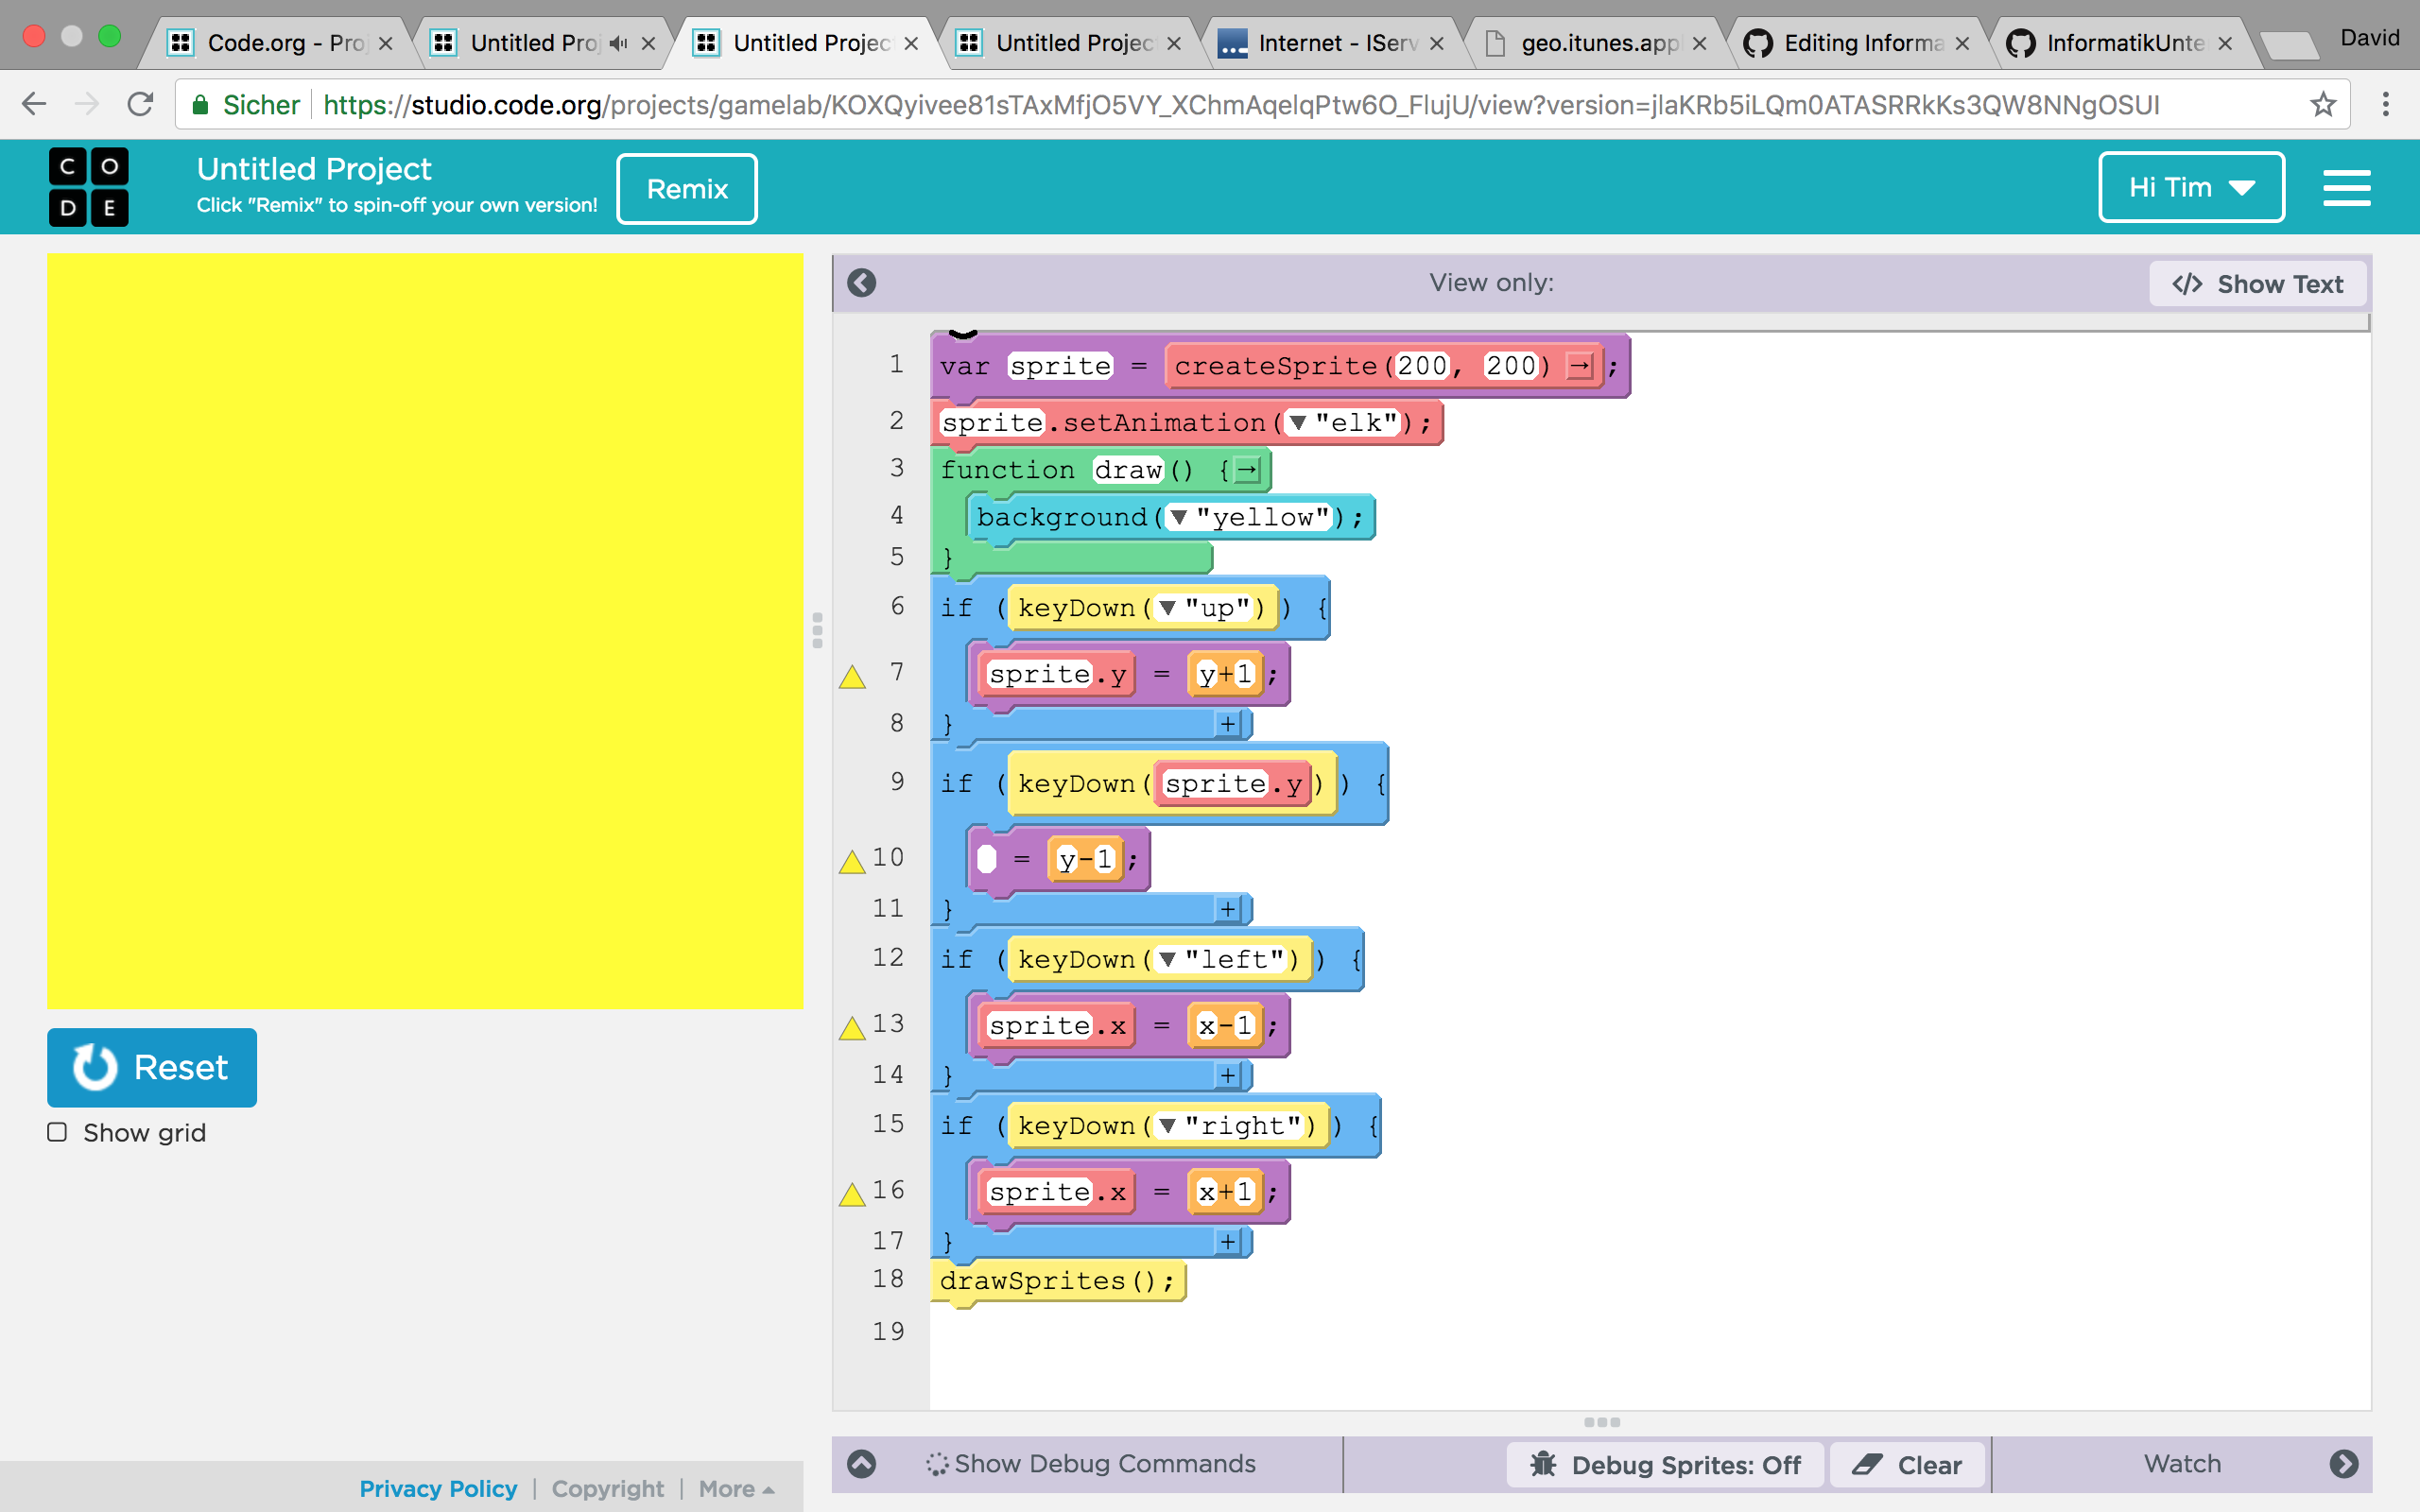 Code.org - Pro
Untitled Proj
Untitled Projec
Untitled Projec
Internet - IServ
geo.itunes.app
Editing Informa
InformatikUnte
David
Sicher
https://studio.code.org/projects/gamelab/KOXQyivee81sTAxMfjO5VY_XChmAqelqPtw6O_FlujU/view?version=jlaKRb5iLQm0ATASRRkKs3QW8NNgOSUI
C O
D E
Untitled Project
Click "Remix" to spin-off your own version!
Remix
Hi Tim
View only:
</> Show Text
1 var sprite = createSprite(200, 200) → ;
2 sprite.setAnimation(▼ "elk");
3 function draw() { →
4 background(▼ "yellow");
5 }
6 if (keyDown(▼ "up")) {
7 sprite.y = y+1;
8 } +
9 if (keyDown(sprite.y)) {
10 = y-1;
11 } +
12 if (keyDown(▼ "left")) {
13 sprite.x = x-1;
14 } +
15 if (keyDown(▼ "right")) {
16 sprite.x = x+1;
17 } +
18 drawSprites();
19
Reset
Show grid
Show Debug Commands
Debug Sprites: Off
Clear
Watch
Privacy Policy | Copyright | More